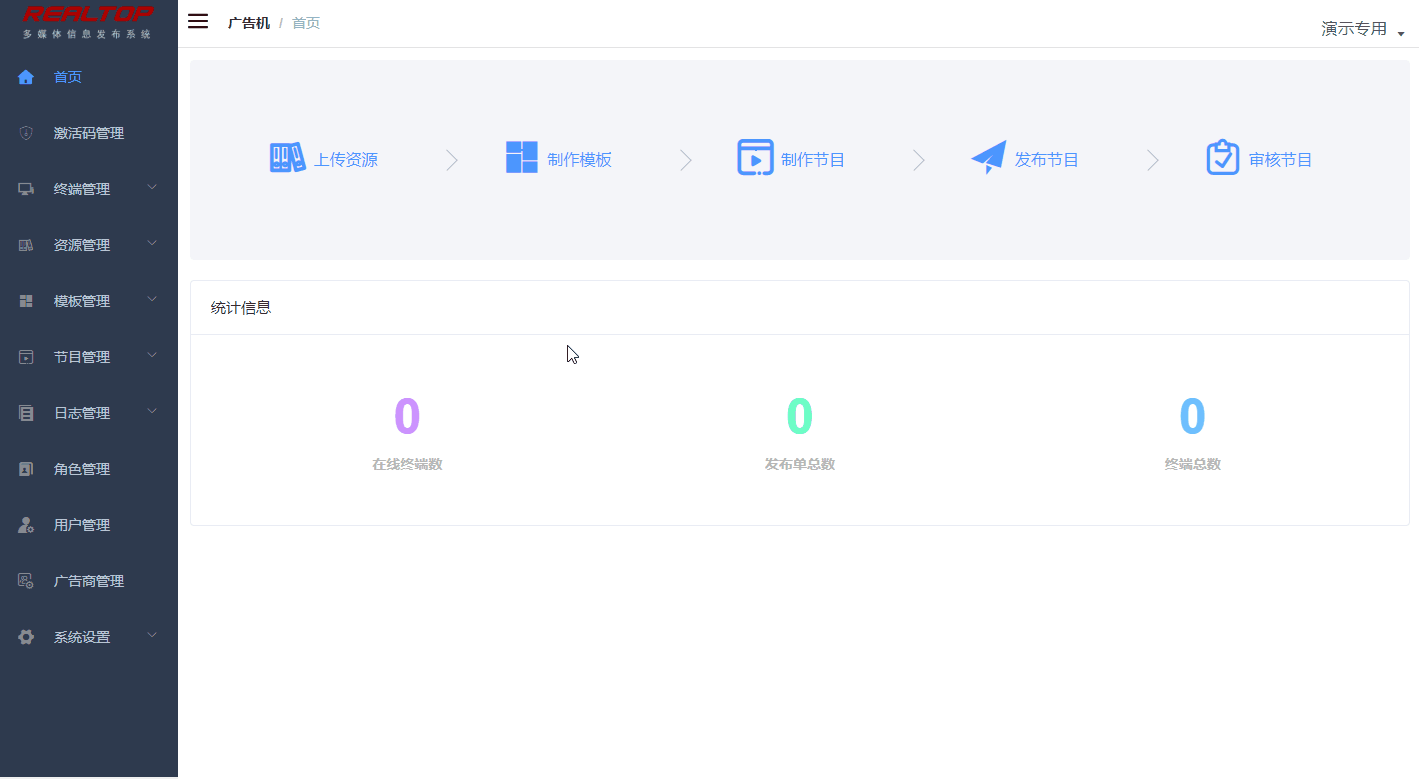 REALTOP
多媒体信息发布系统
首页
激活码管理
终端管理
资源管理
模板管理
节目管理
日志管理
角色管理
用户管理
广告商管理
系统设置
广告机 / 首页
演示专用
上传资源
制作模板
制作节目
发布节目
审核节目
统计信息
0
在线终端数
0
发布单总数
0
终端总数